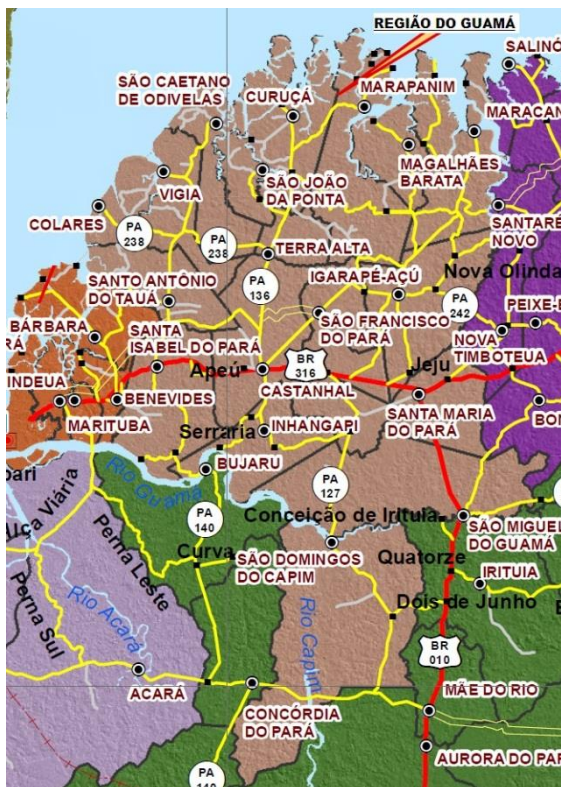 REGIÃO DO GUAMÁ
SALINÓ
SÃO CAETANO
DE ODIVELAS
CURUÇÁ
MARAPANIM
MARACAN
MAGALHÃES
BARATA
VIGIA
SÃO JOÃO
DA PONTA
COLARES
PA
238
PA
238
SANTARÉ
NOVO
TERRA ALTA
IGARAPÉ-AÇÚ
Nova Olinda
SANTO ANTÔNIO
DO TAUÁ
PA
136
PA
242
PEIXE-B
BÁRBARA
RÁ
SANTA
ISABEL DO PARÁ
SÃO FRANCISCO
DO PARÁ
NOVA
TIMBOTEUA
Apeú
BR
316
Jeju
INDEUA
BENEVIDES
CASTANHAL
SANTA MARIA
DO PARÁ
BON
MARITUBA
Serraria
INHANGAPI
BUJARU
Rio Guamá
PA
127
PA
140
Conceição de Irituia
SÃO MIGUEL
DO GUAMÁ
Perna Leste
Curva
SÃO DOMINGOS
DO CAPIM
Quatorze
IRITUIA
Perna Sul
Rio Acará
Rio Capim
Dois de Junho
BR
010
ACARÁ
CONCÓRDIA
DO PARÁ
MÃE DO RIO
AURORA DO PAR
PA
140